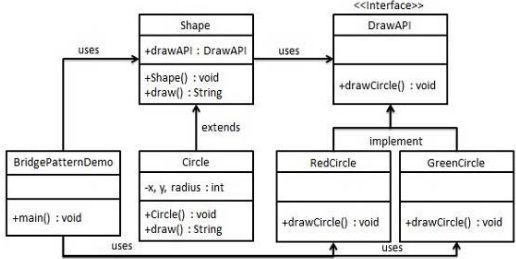 <<Interface>>
Shape
DrawAPI
+drawAPI : DrawAPI
uses
uses
+Shape() : void
+draw() : String
+drawCircle() : void
extends
implement
BridgePatternDemo
Circle
RedCircle
GreenCircle
-x, y, radius : int
+main() : void
+Circle() : void
+draw() : String
+drawCircle() : void
+drawCircle() : void
uses
uses